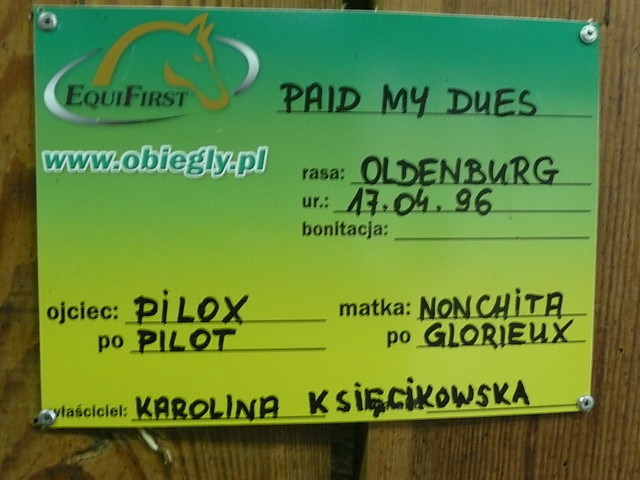 EQUIFIRST
PAID MY DUES
www.obiegly.pl
rasa: OLDENBURG
ur.: 17.04.96
bonitacja:
ojciec: PILOX
po PILOT
matka: NONCHITA
po GLORIEUX
właściciel: KAROLINA KSIĘCIKOWSKA